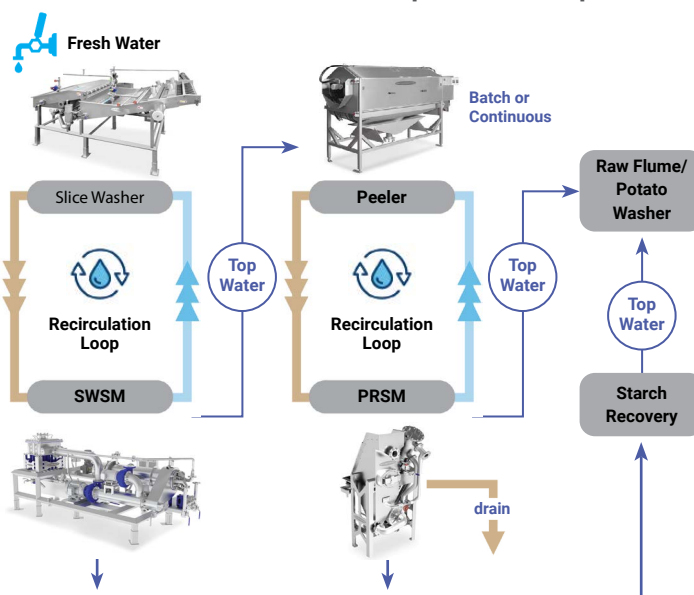 Fresh Water
Batch or
Continuous
Slice Washer
Peeler
Raw Flume/
Potato
Washer
Top
Water
Top
Water
Top
Water
Recirculation
Loop
Recirculation
Loop
SWSM
PRSM
Starch
Recovery
drain